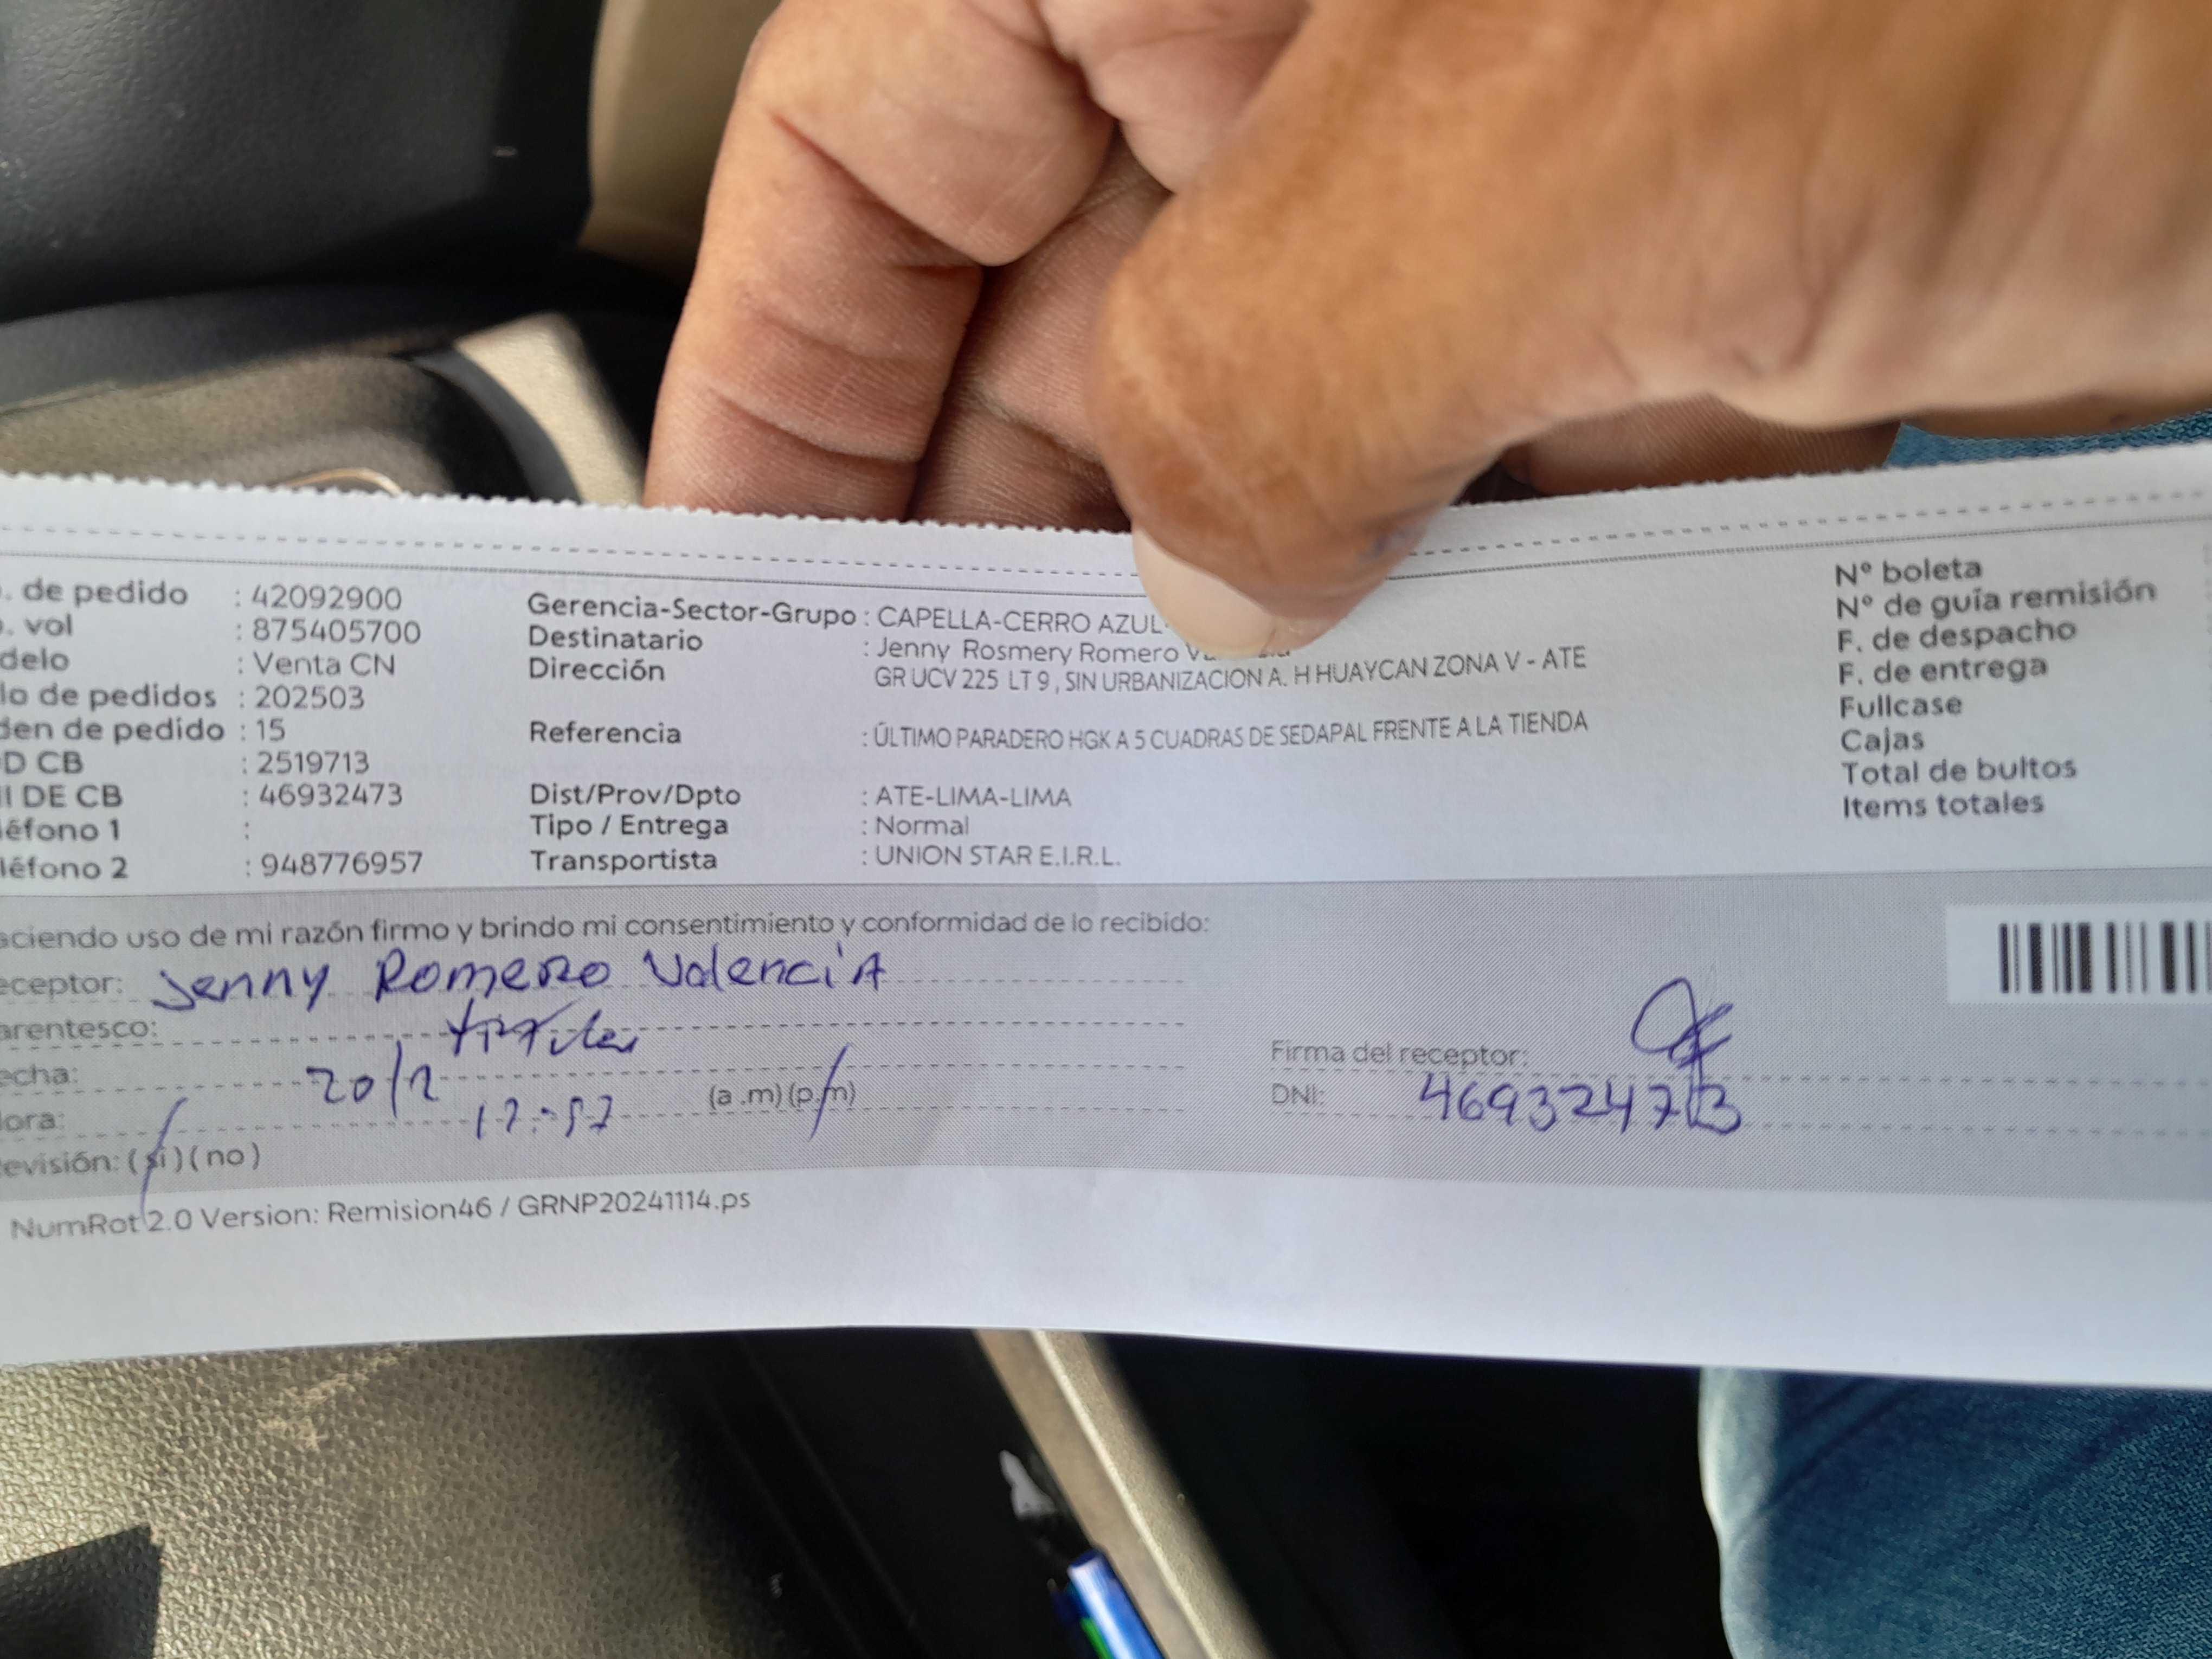 . de pedido : 42092900
. vol : 875405700
delo : Venta CN
lo de pedidos : 202503
den de pedido : 15
D CB : 2519713
I DE CB : 46932473
éfono 1 :
léfono 2 : 948776957
Gerencia-Sector-Grupo : CAPELLA-CERRO AZUL-
Destinatario : Jenny Rosmery Romero
Dirección GR UCV 225 LT 9 , SIN URBANIZACION A. H HUAYCAN ZONA V - ATE
Referencia : ÚLTIMO PARADERO HGK A 5 CUADRAS DE SEDAPAL FRENTE A LA TIENDA
Dist/Prov/Dpto : ATE-LIMA-LIMA
Tipo / Entrega : Normal
Transportista : UNION STAR E.I.R.L.
Nº boleta
Nº de guía remisión
F. de despacho
F. de entrega
Fullcase
Cajas
Total de bultos
Items totales
aciendo uso de mi razón firmo y brindo mi consentimiento y conformidad de lo recibido:
eceptor: Jenny Romero Valencia
arentesco: titular
echa: 20/2
ora: 12:57 (a .m) (p.m)
evisión: (si) (no)
Firma del receptor:
DNI: 46932473
NumRot 2.0 Version: Remision46 / GRNP20241114.ps